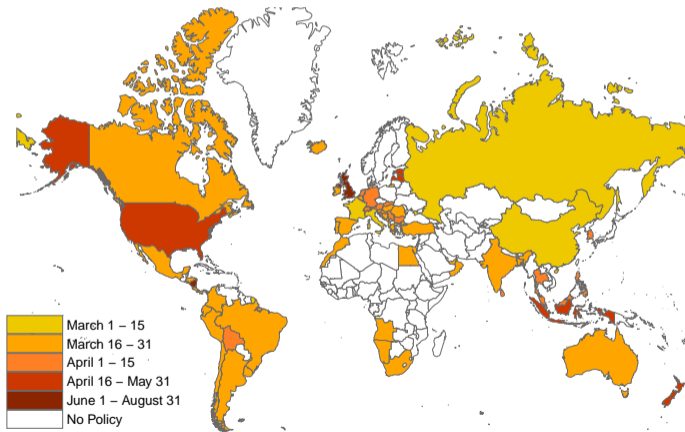 March 1 – 15
March 16 – 31
April 1 – 15
April 16 – May 31
June 1 – August 31
No Policy